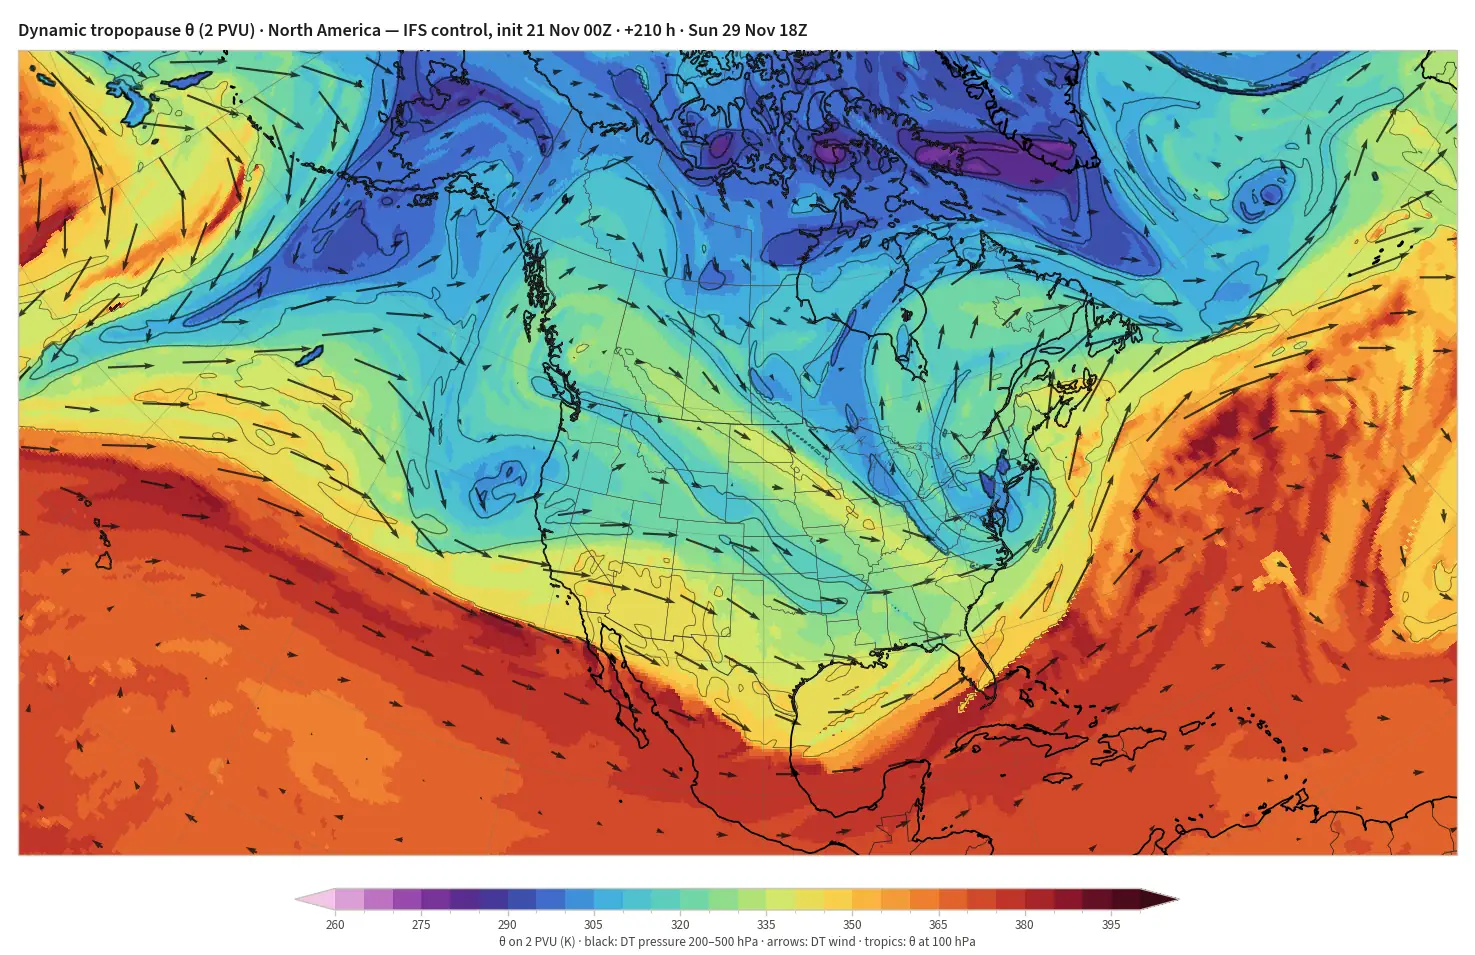 Dynamic tropopause θ (2 PVU) · North America — IFS control, init 21 Nov 00Z · +210 h · Sun 29 Nov 18Z
260 275 290 305 320 335 350 365 380 395
θ on 2 PVU (K) · black: DT pressure 200–500 hPa · arrows: DT wind · tropics: θ at 100 hPa